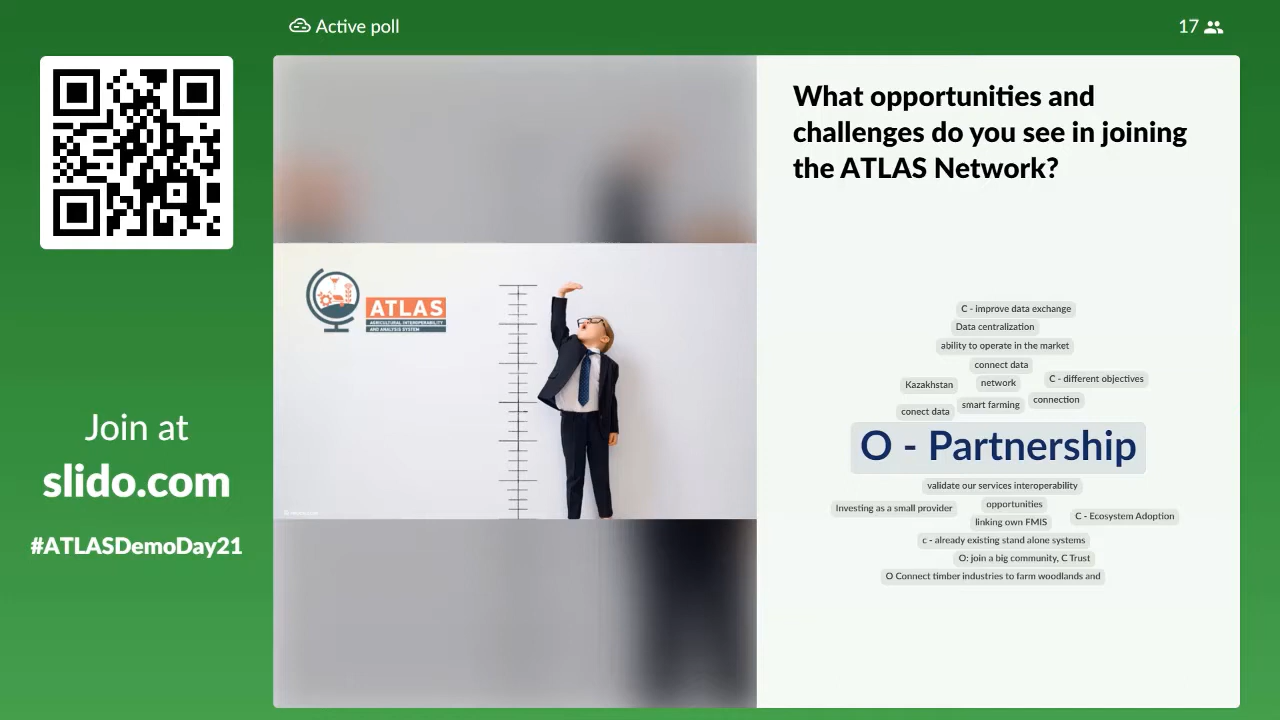 Active poll
17
Join at
slido.com
#ATLASDemoDay21
ATLAS
AGRICULTURAL INTEROPERABILITY
AND ANALYSIS SYSTEM
What opportunities and
challenges do you see in joining
the ATLAS Network?
C - improve data exchange
Data centralization
ability to operate in the market
connect data
Kazakhstan
network
C - different objectives
conect data
smart farming
connection
O - Partnership
validate our services interoperability
Investing as a small provider
opportunities
linking own FMIS
C - Ecosystem Adoption
c - already existing stand alone systems
O: join a big community, C Trust
O Connect timber industries to farm woodlands and